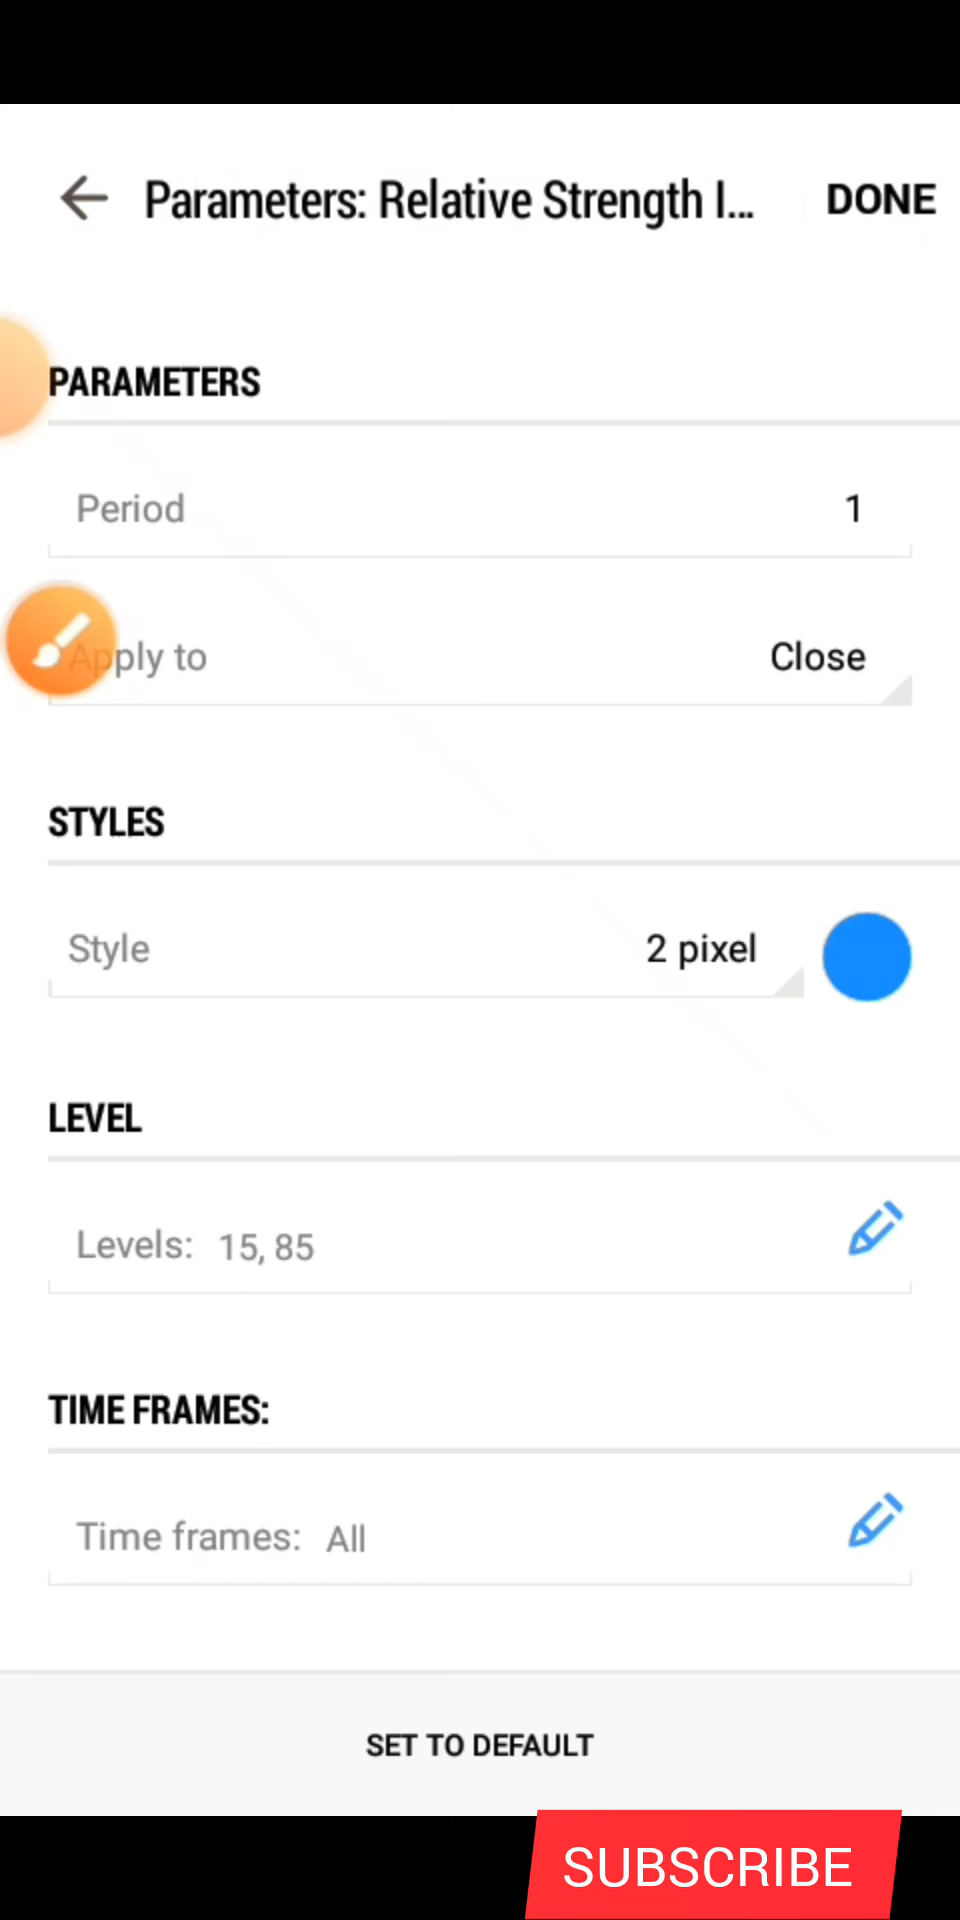 Parameters: Relative Strength I...
DONE
PARAMETERS
Period 1
Apply to Close
STYLES
Style 2 pixel
LEVEL
Levels: 15, 85
TIME FRAMES:
Time frames: All
SET TO DEFAULT
SUBSCRIBE